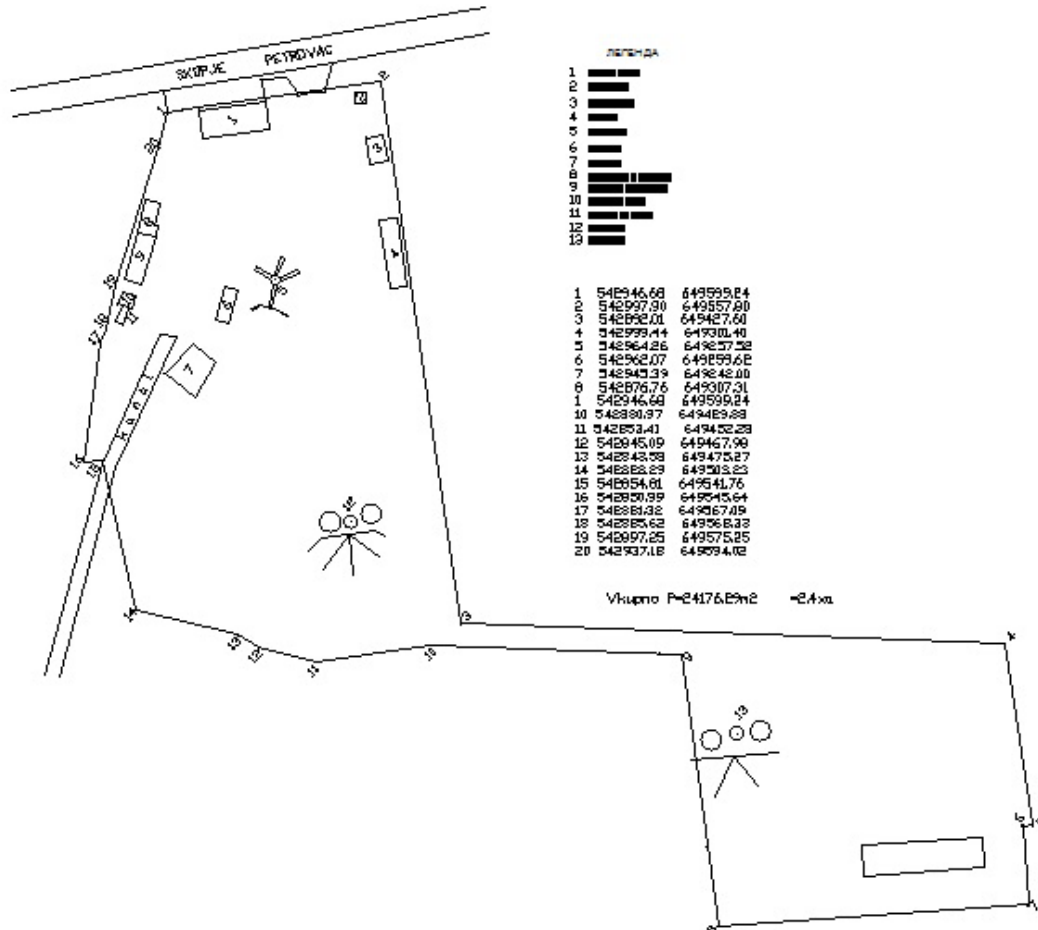 SKOPJE PETROVAC
ЛЕГЕНДА
1
2
3
4
5
6
7
8
9
10
11
12
13
1 542946.68 649599.24
2 542997.90 649557.80
3 542892.01 649427.60
4 542999.44 649301.40
5 542964.26 649257.52
6 542962.07 649259.62
7 542945.39 649242.00
8 542876.76 649307.31
1 542946.68 649599.24
10 542880.97 649429.88
11 542853.41 649452.28
12 542845.09 649467.98
13 542843.58 649475.27
14 542828.29 649503.23
15 542854.81 649541.76
16 542850.99 649545.64
17 542881.32 649567.09
18 542885.62 649568.33
19 542897.25 649575.25
20 542937.18 649594.02
Vkupno P=24176.29m2 =2.4xa
kanal